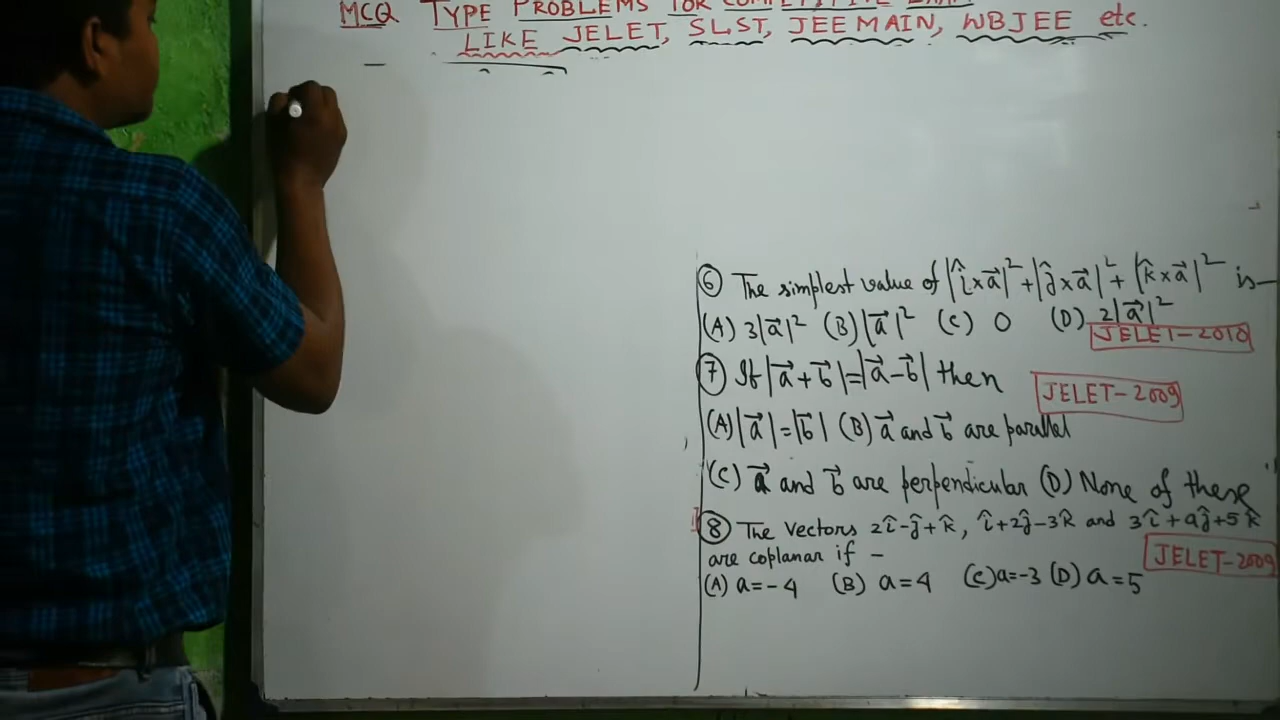 MCQ TYPE PROBLEMS FOR COMPETITIVE
LIKE JELET, SLST, JEE MAIN, WBJEE etc.
⑥ The simplest value of |î×a⃗|²+|ĵ×a⃗|²+|k̂×a⃗|² is—
(A) 3|a⃗|² (B) |a⃗|² (C) 0 (D) 2|a⃗|²
JELET-2010
⑦ If |a⃗+b⃗|=|a⃗-b⃗| then
JELET-2009
(A) |a⃗|=|b⃗| (B) a⃗ and b⃗ are parallel
(C) a⃗ and b⃗ are perpendicular (D) None of these
⑧ The vectors 2î-ĵ+k̂, î+2ĵ-3k̂ and 3î+aĵ+5k̂
are coplanar if -
JELET-2009
(A) a=-4 (B) a=4 (C) a=-3 (D) a=5